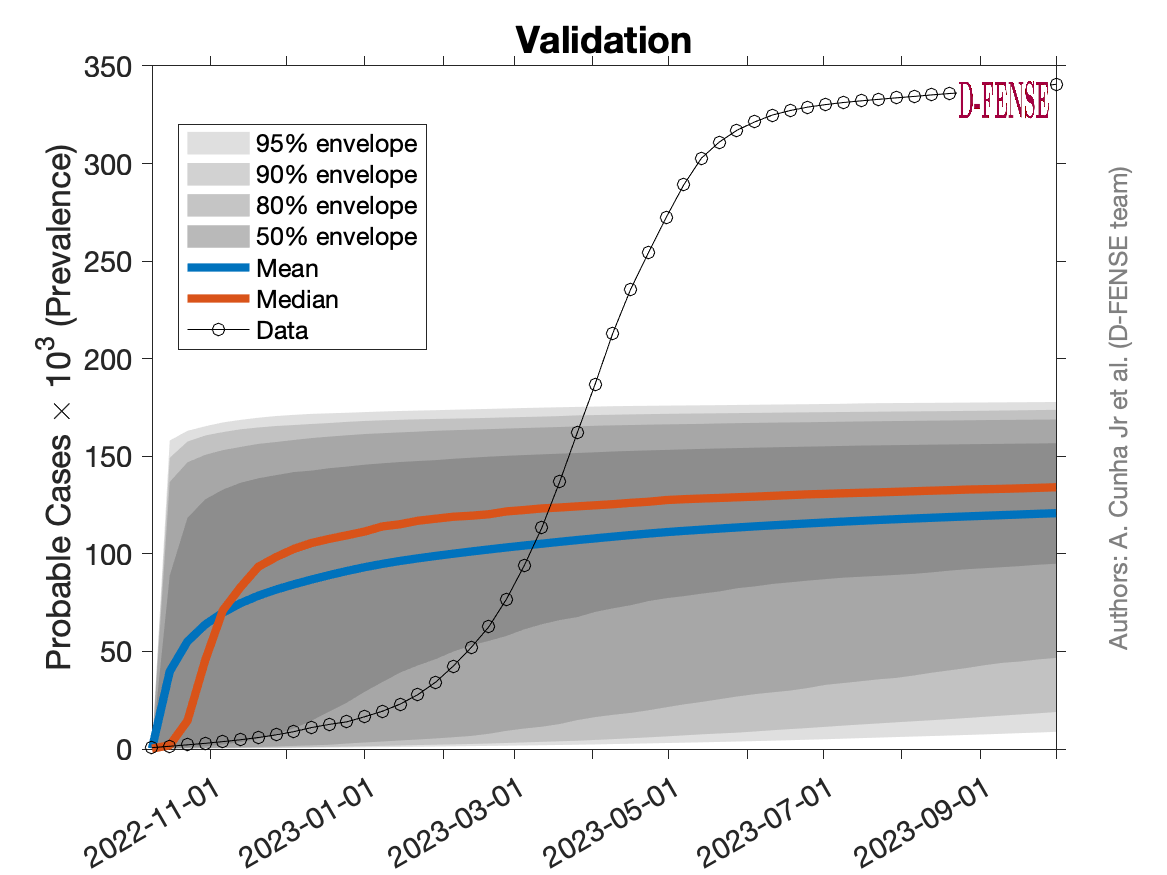 Validation
350
300
250
200
150
100
50
0
Probable Cases × 10³ (Prevalence)
95% envelope
90% envelope
80% envelope
50% envelope
Mean
Median
Data
D-FENSE
2022-11-01
2023-01-01
2023-03-01
2023-05-01
2023-07-01
2023-09-01
Authors: A. Cunha Jr et al. (D-FENSE team)